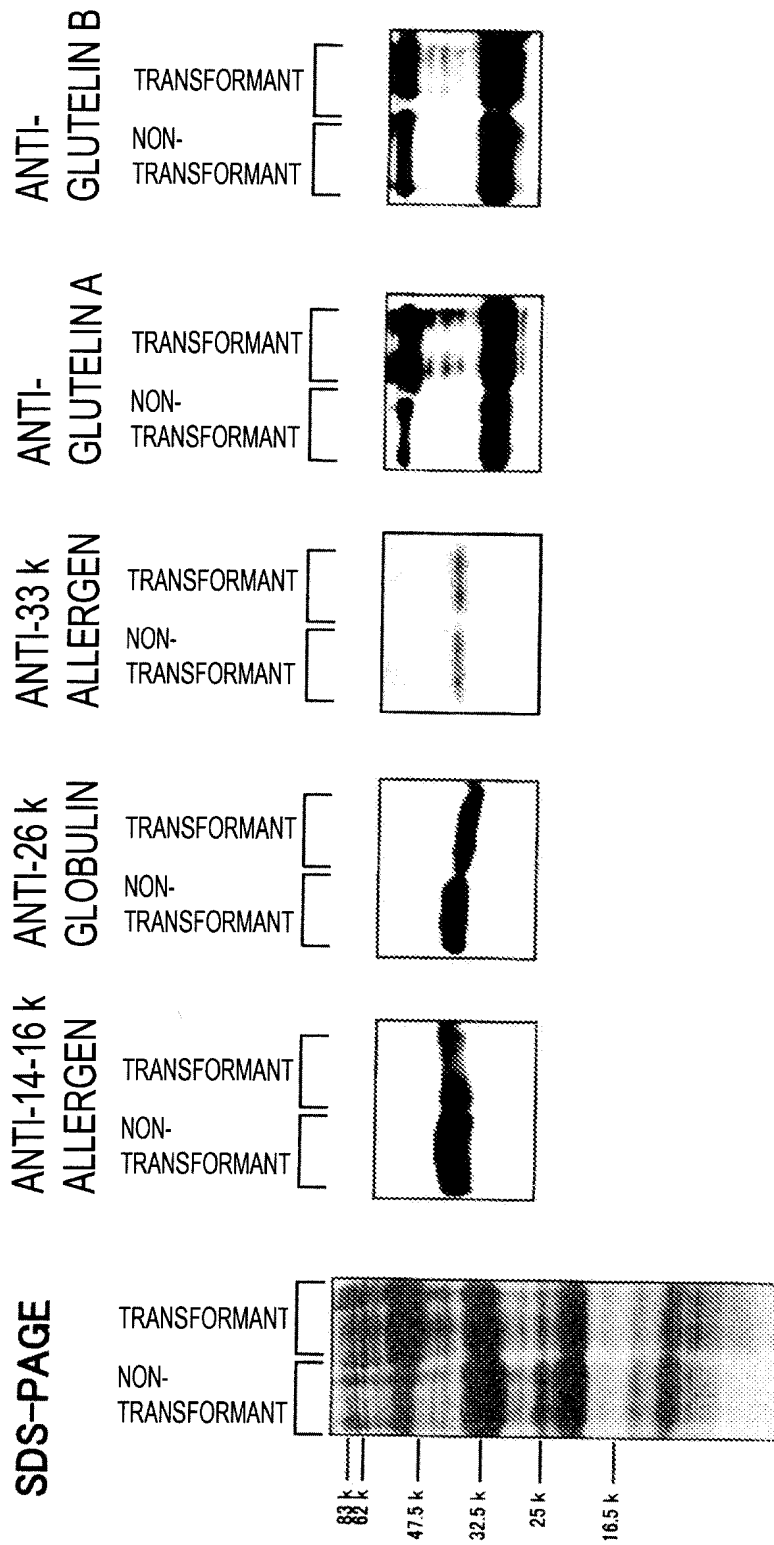 SDS-PAGE
NON-
TRANSFORMANT
TRANSFORMANT
83 k
62 k
47.5 k
32.5 k
25 k
16.5 k
ANTI-14-16 k
ALLERGEN
NON-
TRANSFORMANT
TRANSFORMANT
ANTI-26 k
GLOBULIN
NON-
TRANSFORMANT
TRANSFORMANT
ANTI-33 k
ALLERGEN
NON-
TRANSFORMANT
TRANSFORMANT
ANTI-
GLUTELIN A
NON-
TRANSFORMANT
TRANSFORMANT
ANTI-
GLUTELIN B
NON-
TRANSFORMANT
TRANSFORMANT